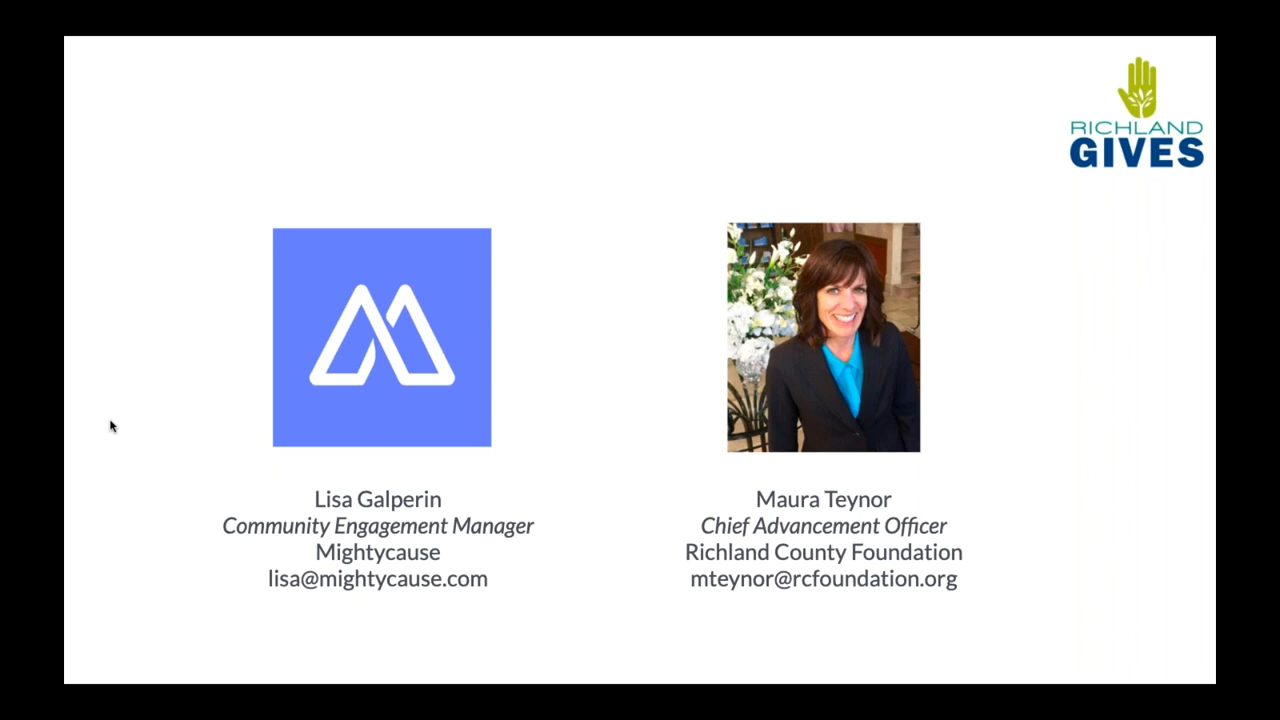 RICHLAND
GIVES
Lisa Galperin
Community Engagement Manager
Mightycause
lisa@mightycause.com
Maura Teynor
Chief Advancement Officer
Richland County Foundation
mteynor@rcfoundation.org